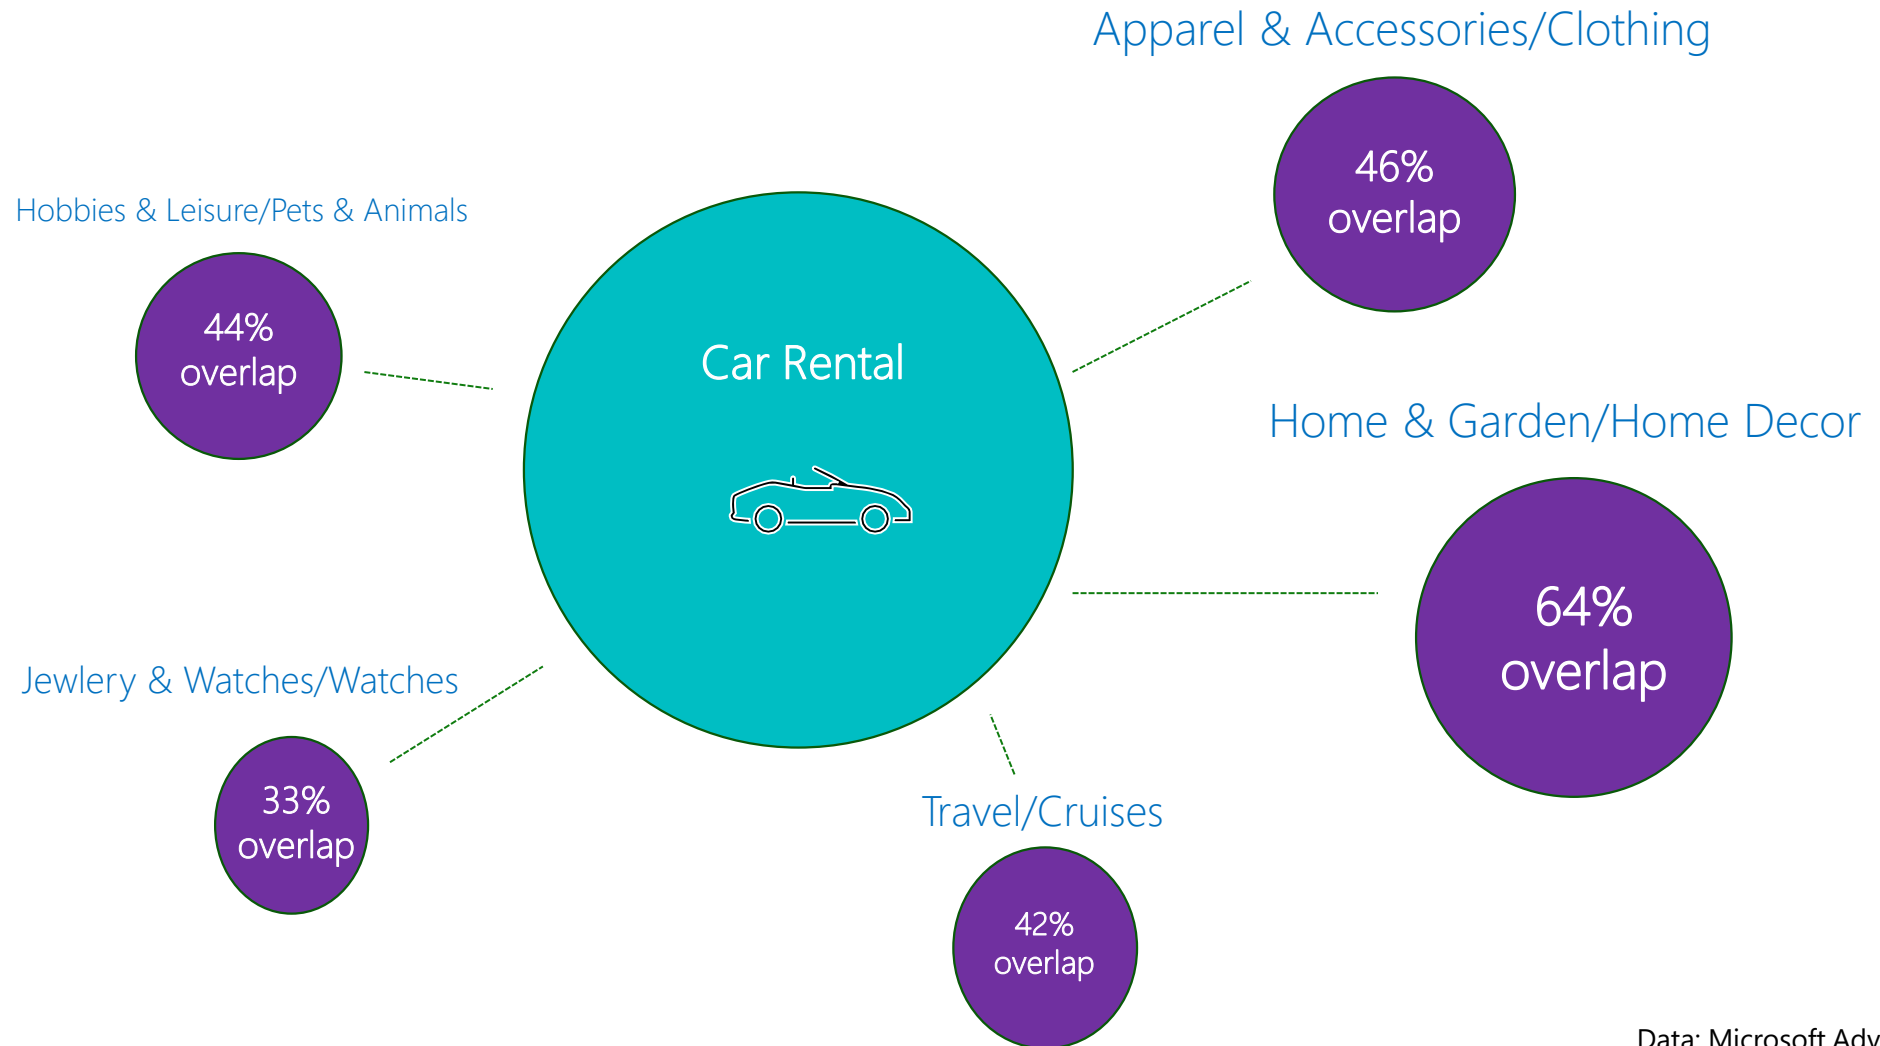 Apparel & Accessories/Clothing
46%
overlap
Hobbies & Leisure/Pets & Animals
44%
overlap
Car Rental
Home & Garden/Home Decor
64%
overlap
Jewlery & Watches/Watches
33%
overlap
Travel/Cruises
42%
overlap
Data: Microsoft Adv